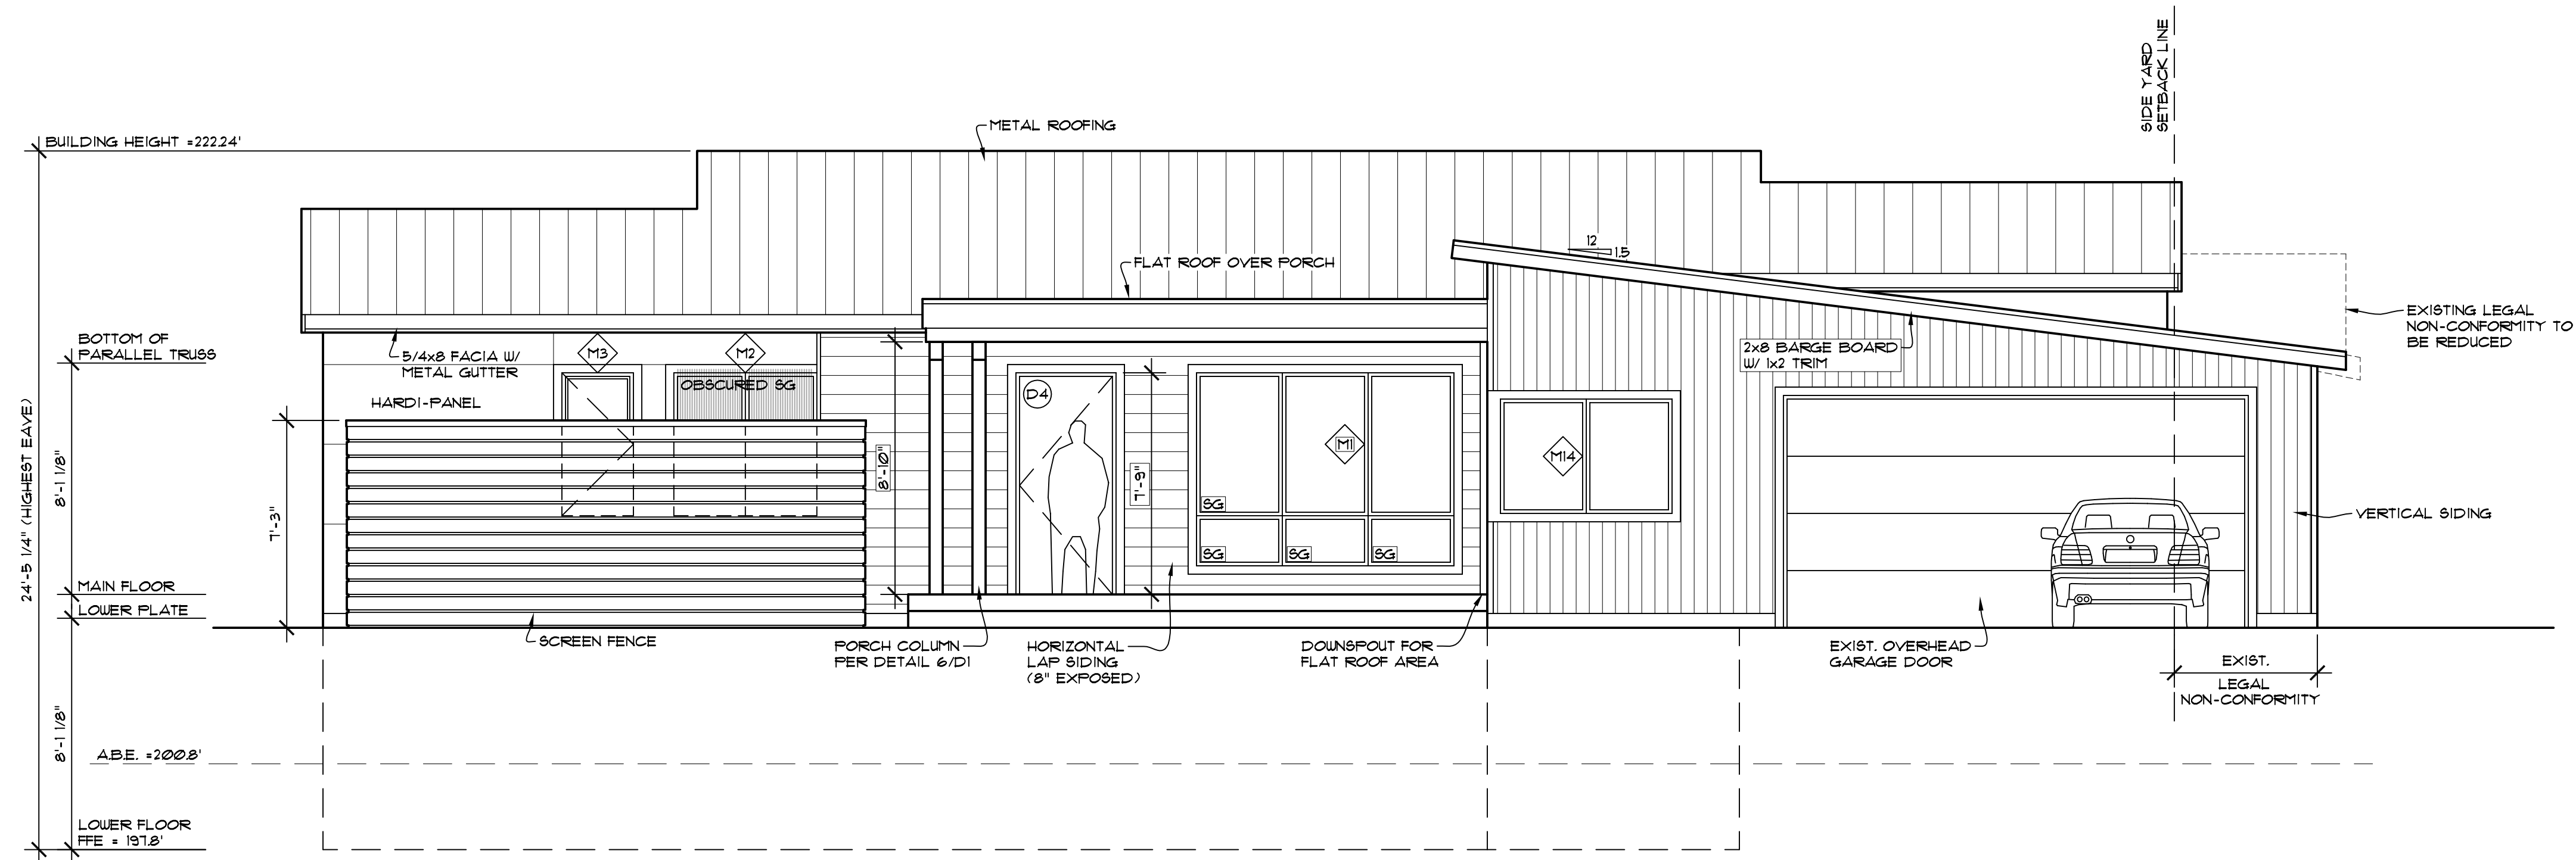 SIDE YARD
SETBACK LINE
METAL ROOFING
BUILDING HEIGHT =222.24'
12
1.5
FLAT ROOF OVER PORCH
EXISTING LEGAL
NON-CONFORMITY TO
BE REDUCED
BOTTOM OF
PARALLEL TRUSS
5/4x8 FACIA W/
METAL GUTTER
M3
M2
OBSCURED SG
2x8 BARGE BOARD
W/ 1x2 TRIM
HARDI-PANEL
D4
M1
M14
24'-5 1/4" (HIGHEST EAVE)
8'-1 1/8"
7'-3"
8'-10"
7'-9"
SG
SG
SG
SG
VERTICAL SIDING
MAIN FLOOR
LOWER PLATE
SCREEN FENCE
PORCH COLUMN
PER DETAIL 6/D1
HORIZONTAL
LAP SIDING
(8" EXPOSED)
DOWNSPOUT FOR
FLAT ROOF AREA
EXIST. OVERHEAD
GARAGE DOOR
EXIST.
LEGAL
NON-CONFORMITY
8'-1 1/8"
A.B.E. =200.8'
LOWER FLOOR
FFE = 197.8'